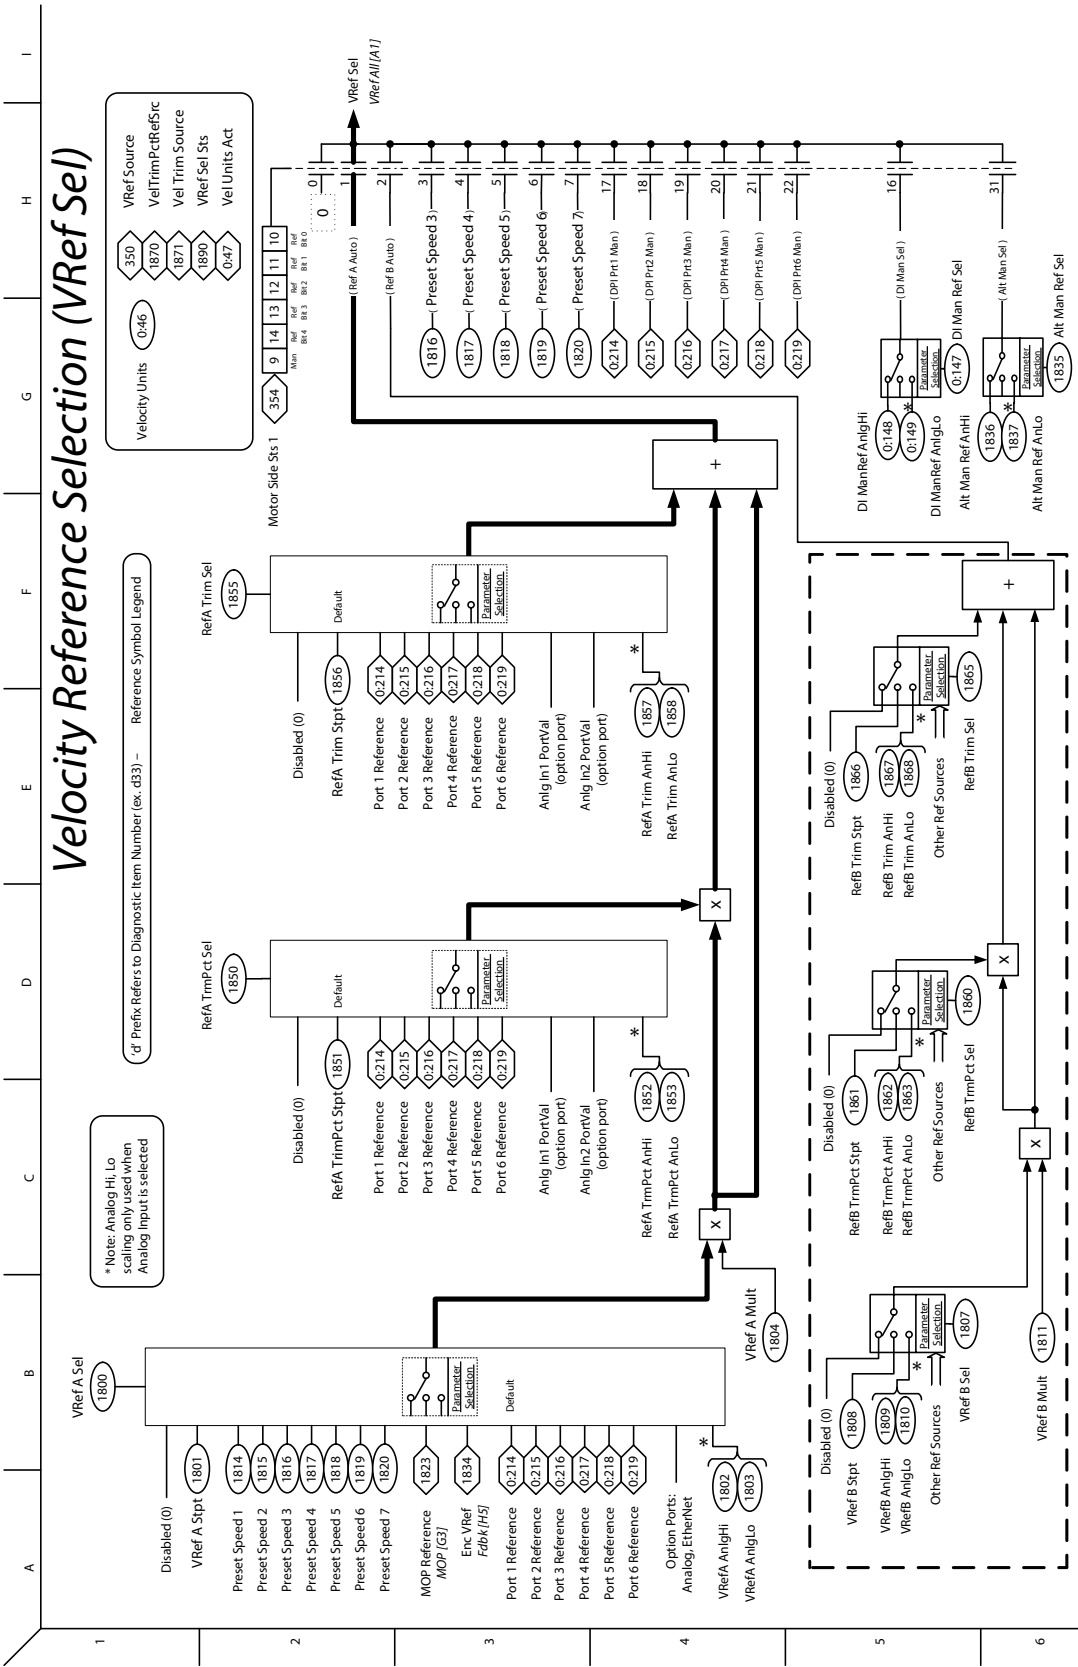 Velocity Reference Selection (VRef Sel)
A
B
C
D
E
F
G
H
I
1
2
3
4
5
6
* Note: Analog Hi, Lo
scaling only used when
Analog Input is selected
'd' Prefix Refers to Diagnostic Item Number (ex. d33) – Reference Symbol Legend
Velocity Units
0:46
350
VRef Source
1870
VelTrimPctRefSrc
1871
Vel Trim Source
1890
VRef Sel Sts
0:47
Vel Units Act
Motor Side Sts 1
354
9
14
13
12
11
10
Man
Ref
Bit 4
Ref
Bit 3
Ref
Bit 2
Ref
Bit 1
Ref
Bit 0
VRef A Sel
1800
Disabled (0)
VRef A Stpt
1801
Preset Speed 1
1814
Preset Speed 2
1815
Preset Speed 3
1816
Preset Speed 4
1817
Preset Speed 5
1818
Preset Speed 6
1819
Preset Speed 7
1820
MOP Reference
MOP [G3]
1823
Enc VRef
Fdbk [H5]
1834
Port 1 Reference
0:214
Port 2 Reference
0:215
Port 3 Reference
0:216
Port 4 Reference
0:217
Port 5 Reference
0:218
Port 6 Reference
0:219
Option Ports:
Analog, EtherNet
VRefA AnlgHi
1802
VRefA AnlgLo
1803
*
Parameter
Selection
Default
VRef A Mult
1804
X
RefA TrmPct Sel
1850
Disabled (0)
RefA TrimPct Stpt
1851
Default
Port 1 Reference
0:214
Port 2 Reference
0:215
Port 3 Reference
0:216
Port 4 Reference
0:217
Port 5 Reference
0:218
Port 6 Reference
0:219
Anlg In1 PortVal
(option port)
Anlg In2 PortVal
(option port)
RefA TrmPct AnHi
1852
RefA TrmPct AnLo
1853
*
Parameter
Selection
X
RefA Trim Sel
1855
Disabled (0)
RefA Trim Stpt
1856
Default
Port 1 Reference
0:214
Port 2 Reference
0:215
Port 3 Reference
0:216
Port 4 Reference
0:217
Port 5 Reference
0:218
Port 6 Reference
0:219
Anlg In1 PortVal
(option port)
Anlg In2 PortVal
(option port)
RefA Trim AnHi
1857
RefA Trim AnLo
1858
*
Parameter
Selection
+
0
0
( Ref A Auto )
1
VRef Sel
VRef All [A1]
( Ref B Auto )
2
1816
( Preset Speed 3)
3
1817
( Preset Speed 4)
4
1818
( Preset Speed 5)
5
1819
( Preset Speed 6)
6
1820
( Preset Speed 7)
7
0:214
( DPI Prt1 Man )
17
0:215
( DPI Prt2 Man )
18
0:216
( DPI Prt3 Man )
19
0:217
( DPI Prt4 Man )
20
0:218
( DPI Prt5 Man )
21
0:219
( DPI Prt6 Man )
22
DI ManRef AnlgHi
0:148
0:149
DI ManRef AnlgLo
*
Parameter
Selection
0:147
DI Man Ref Sel
( DI Man Sel )
16
Alt Man Ref AnHi
1836
1837
Alt Man Ref AnLo
*
Parameter
Selection
1835
Alt Man Ref Sel
( Alt Man Sel )
31
Disabled (0)
1808
VRef B Stpt
VRefB AnlgHi
1809
VRefB AnlgLo
1810
*
Other Ref Sources
Parameter
Selection
VRef B Sel
1807
VRef B Mult
1811
X
Disabled (0)
RefB TrmPct Stpt
1861
RefB TrmPct AnHi
1862
RefB TrmPct AnLo
1863
*
Other Ref Sources
Parameter
Selection
RefB TrmPct Sel
1860
X
Disabled (0)
RefB Trim Stpt
1866
RefB Trim AnHi
1867
RefB Trim AnLo
1868
*
Other Ref Sources
Parameter
Selection
RefB Trim Sel
1865
+